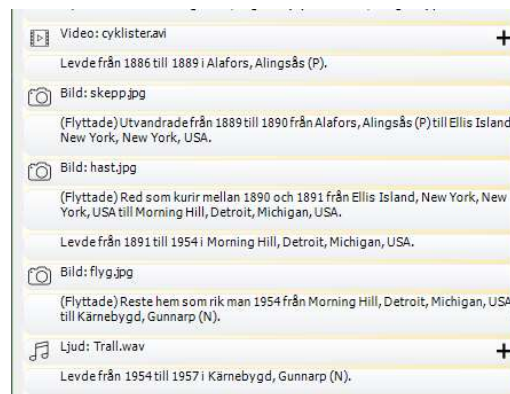 Video: cyklister.avi
Levde från 1886 till 1889 i Alafors, Alingsås (P).
Bild: skepp.jpg
(Flyttade) Utvandrade från 1889 till 1890 från Alafors, Alingsås (P) till Ellis Island
New York, New York, USA.
Bild: hast.jpg
(Flyttade) Red som kurir mellan 1890 och 1891 från Ellis Island, New York, New
York, USA till Morning Hill, Detroit, Michigan, USA.
Levde från 1891 till 1954 i Morning Hill, Detroit, Michigan, USA.
Bild: flyg.jpg
(Flyttade) Reste hem som rik man 1954 från Morning Hill, Detroit, Michigan, USA
till Kärnebygd, Gunnarp (N).
Ljud: Trall.wav
Levde från 1954 till 1957 i Kärnebygd, Gunnarp (N).